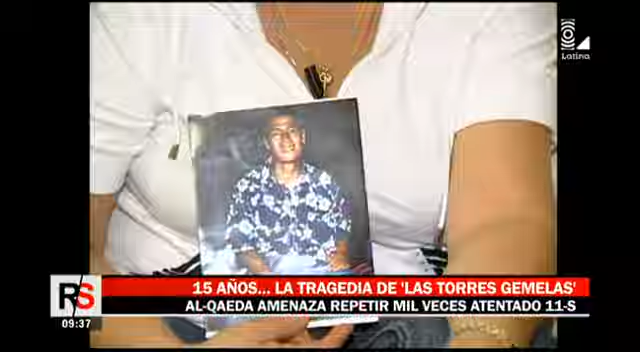 Latina
15 AÑOS... LA TRAGEDIA DE 'LAS TORRES GEMELAS'
AL-QAEDA AMENAZA REPETIR MIL VECES ATENTADO 11-S
R/S
09:37